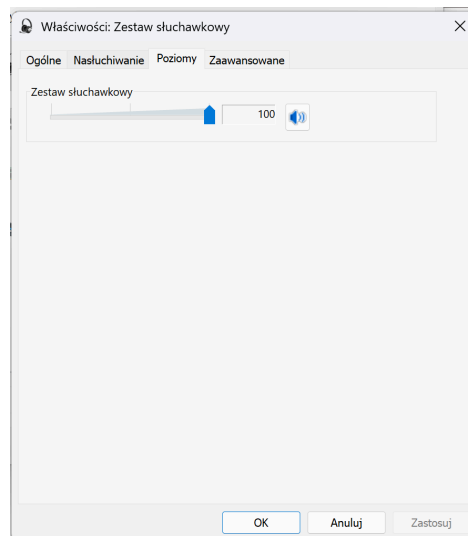 Właściwości: Zestaw słuchawkowy
Ogólne Nasłuchiwanie Poziomy Zaawansowane
Zestaw słuchawkowy
100
OK Anuluj Zastosuj